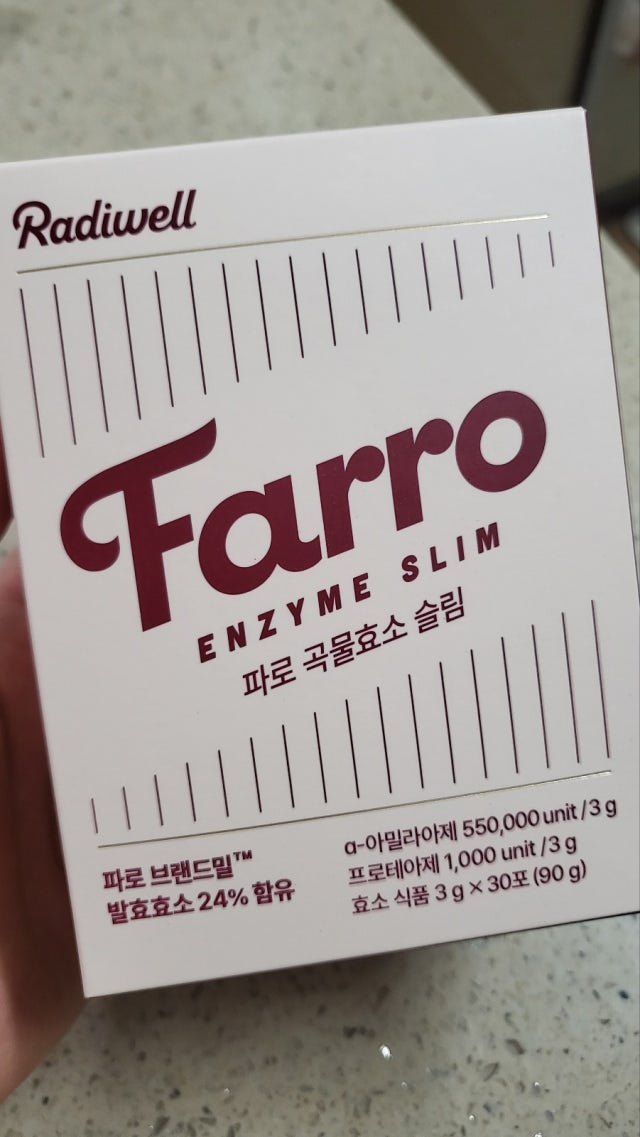 Radiwell
Farro
ENZYME SLIM
파로 곡물효소 슬림
파로 브랜드밀™
발효효소 24% 함유
α-아밀라아제 550,000 unit /3 g
프로테아제 1,000 unit /3 g
효소 식품 3 g × 30포 (90 g)